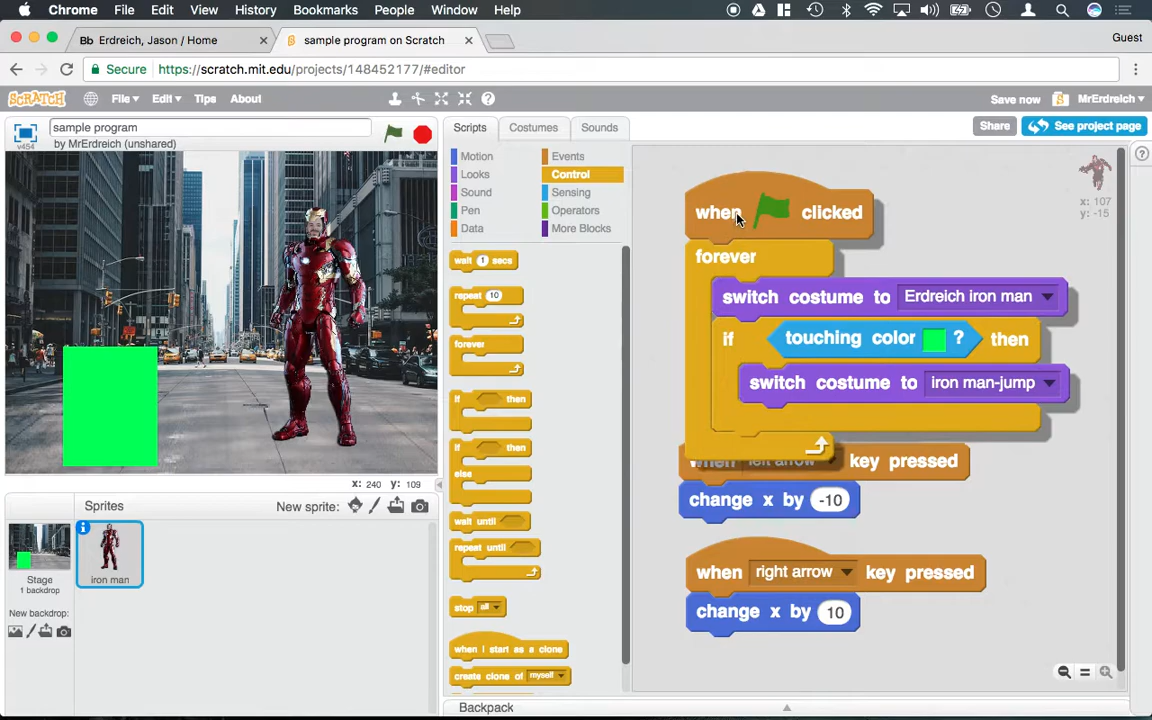 Chrome File Edit View History Bookmarks People Window Help
Bb Erdreich, Jason / Home
sample program on Scratch
Guest
Secure https://scratch.mit.edu/projects/148452177/#editor
SCRATCH File Edit Tips About
Save now MrErdreich
sample program
by MrErdreich (unshared)
v454
Scripts Costumes Sounds
Share See project page
Motion Events
Looks Control
Sound Sensing
Pen Operators
Data More Blocks
wait 1 secs
repeat 10
forever
if then
if then
else
wait until
repeat until
stop all
when I start as a clone
create clone of myself
when clicked
forever
switch costume to Erdreich iron man
if touching color ? then
switch costume to iron man-jump
when left arrow key pressed
change x by -10
when right arrow key pressed
change x by 10
x: 107
y: -15
x: 240 y: 109
Sprites New sprite:
Stage
1 backdrop
New backdrop:
iron man
Backpack